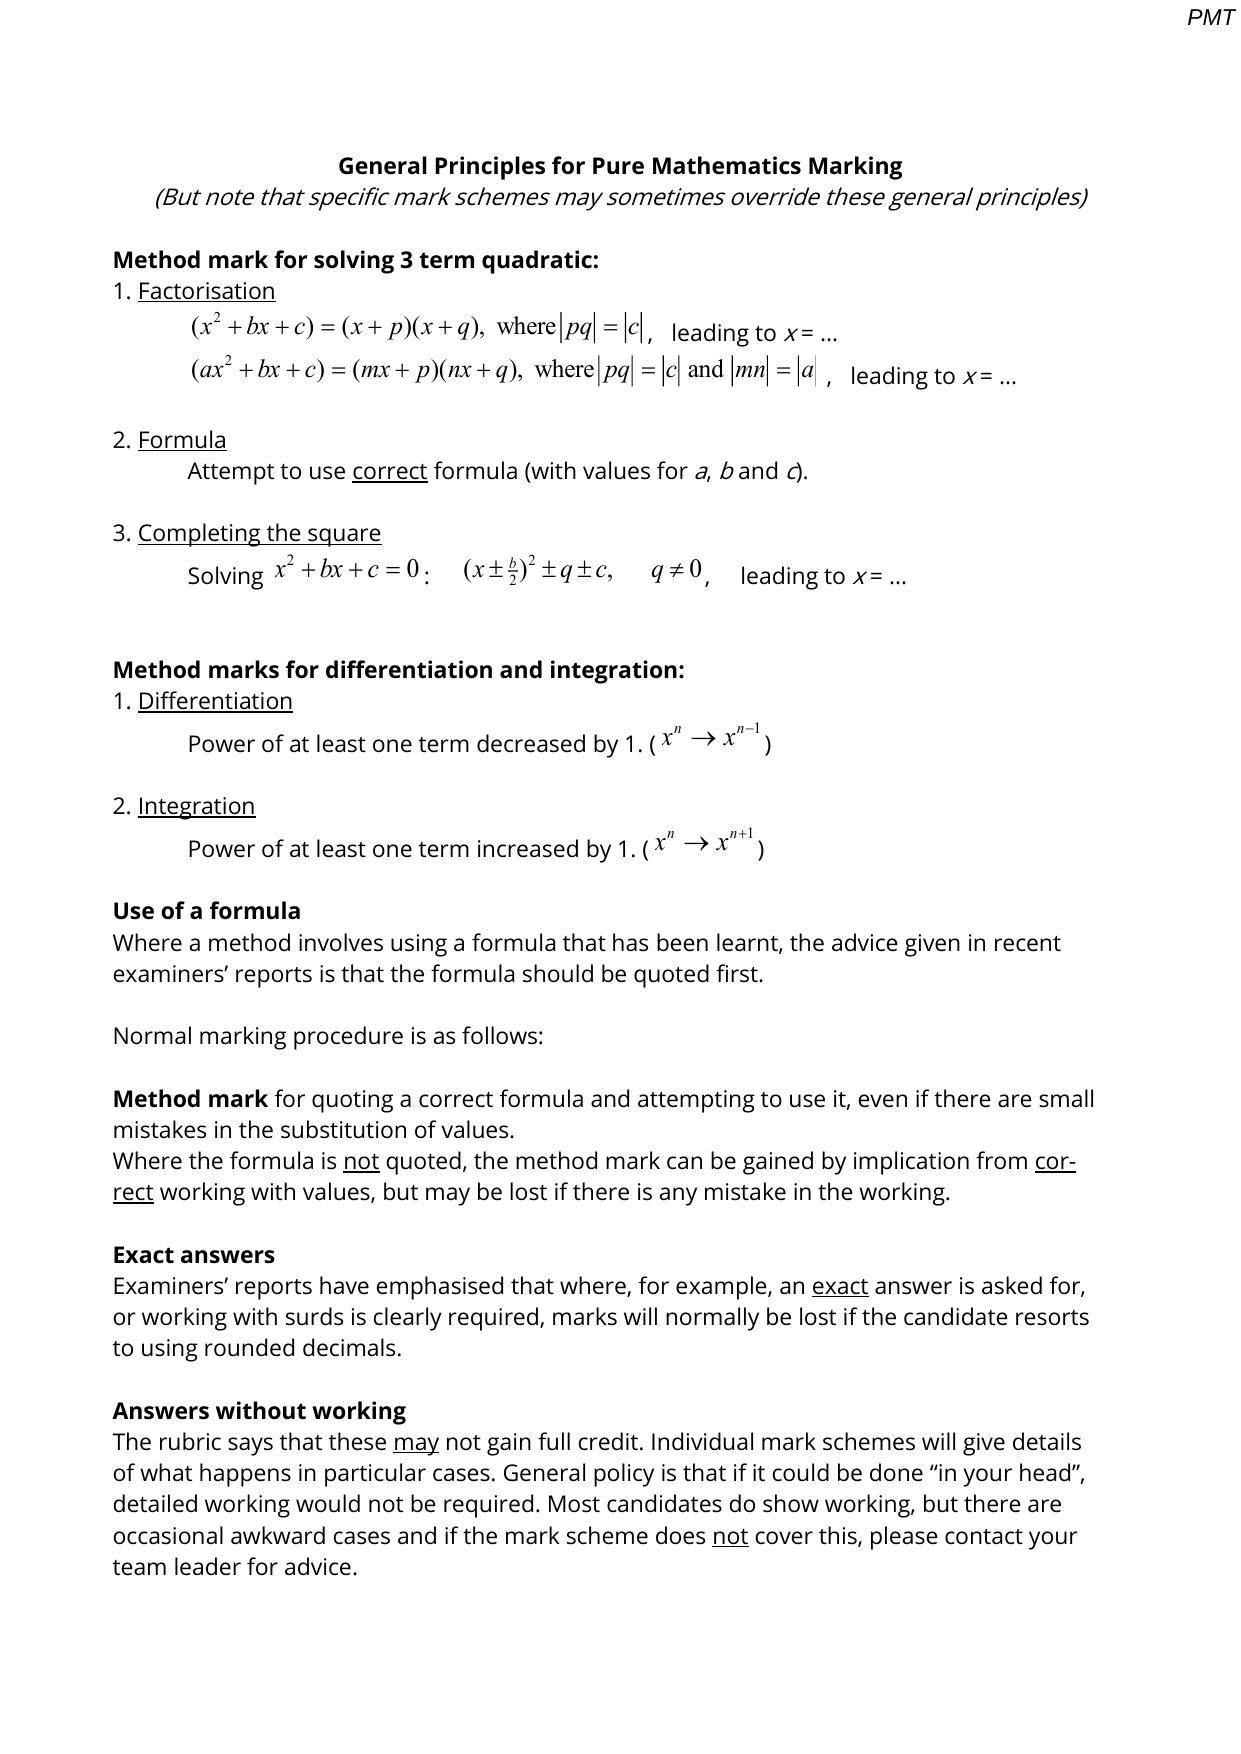 PMT
General Principles for Pure Mathematics Marking
(But note that specific mark schemes may sometimes override these general principles)
Method mark for solving 3 term quadratic:
1. Factorisation
(x² + bx + c) = (x + p)(x + q), where |pq| = |c|, leading to x = ...
(ax² + bx + c) = (mx + p)(nx + q), where |pq| = |c| and |mn| = |a| , leading to x = ...
2. Formula
Attempt to use correct formula (with values for a, b and c).
3. Completing the square
Solving x² + bx + c = 0 : (x ± b/2)² ± q ± c, q ≠ 0, leading to x = ...
Method marks for differentiation and integration:
1. Differentiation
Power of at least one term decreased by 1. ( xⁿ → xⁿ⁻¹ )
2. Integration
Power of at least one term increased by 1. ( xⁿ → xⁿ⁺¹ )
Use of a formula
Where a method involves using a formula that has been learnt, the advice given in recent
examiners’ reports is that the formula should be quoted first.
Normal marking procedure is as follows:
Method mark for quoting a correct formula and attempting to use it, even if there are small
mistakes in the substitution of values.
Where the formula is not quoted, the method mark can be gained by implication from cor-
rect working with values, but may be lost if there is any mistake in the working.
Exact answers
Examiners’ reports have emphasised that where, for example, an exact answer is asked for,
or working with surds is clearly required, marks will normally be lost if the candidate resorts
to using rounded decimals.
Answers without working
The rubric says that these may not gain full credit. Individual mark schemes will give details
of what happens in particular cases. General policy is that if it could be done “in your head”,
detailed working would not be required. Most candidates do show working, but there are
occasional awkward cases and if the mark scheme does not cover this, please contact your
team leader for advice.